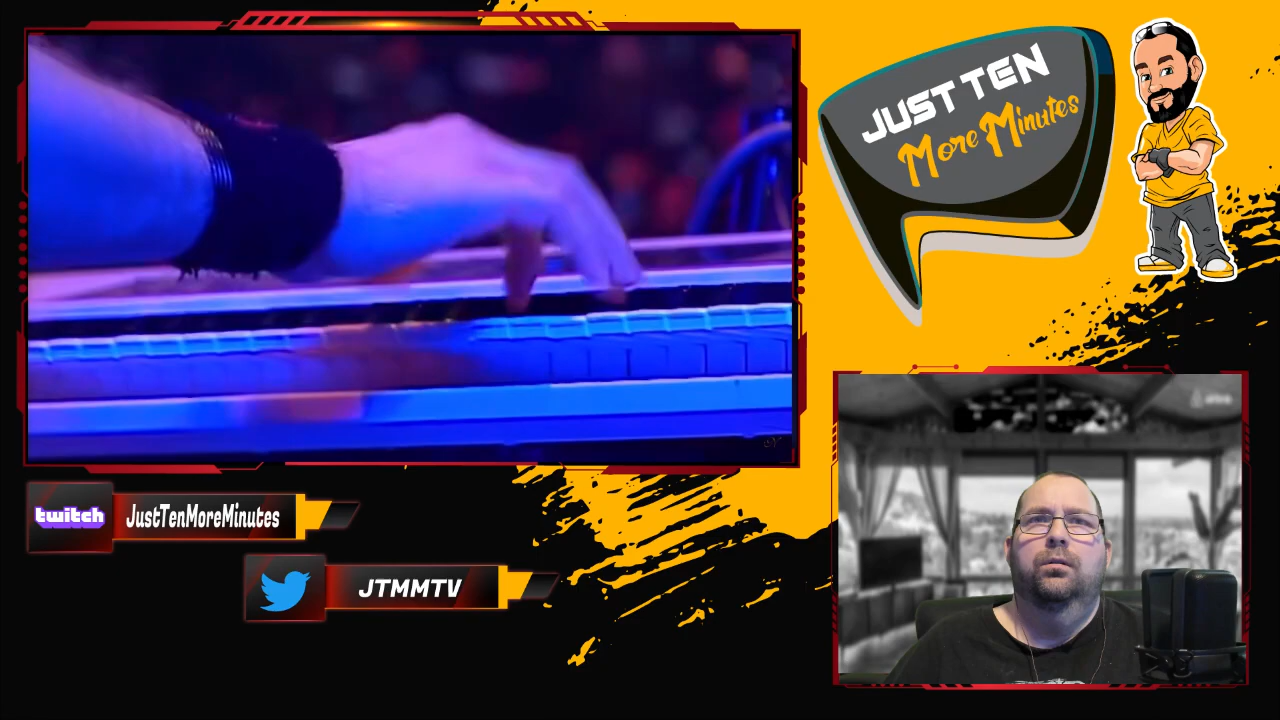 JUST TEN
More Minutes
twitch
JustTenMoreMinutes
JTMMTV